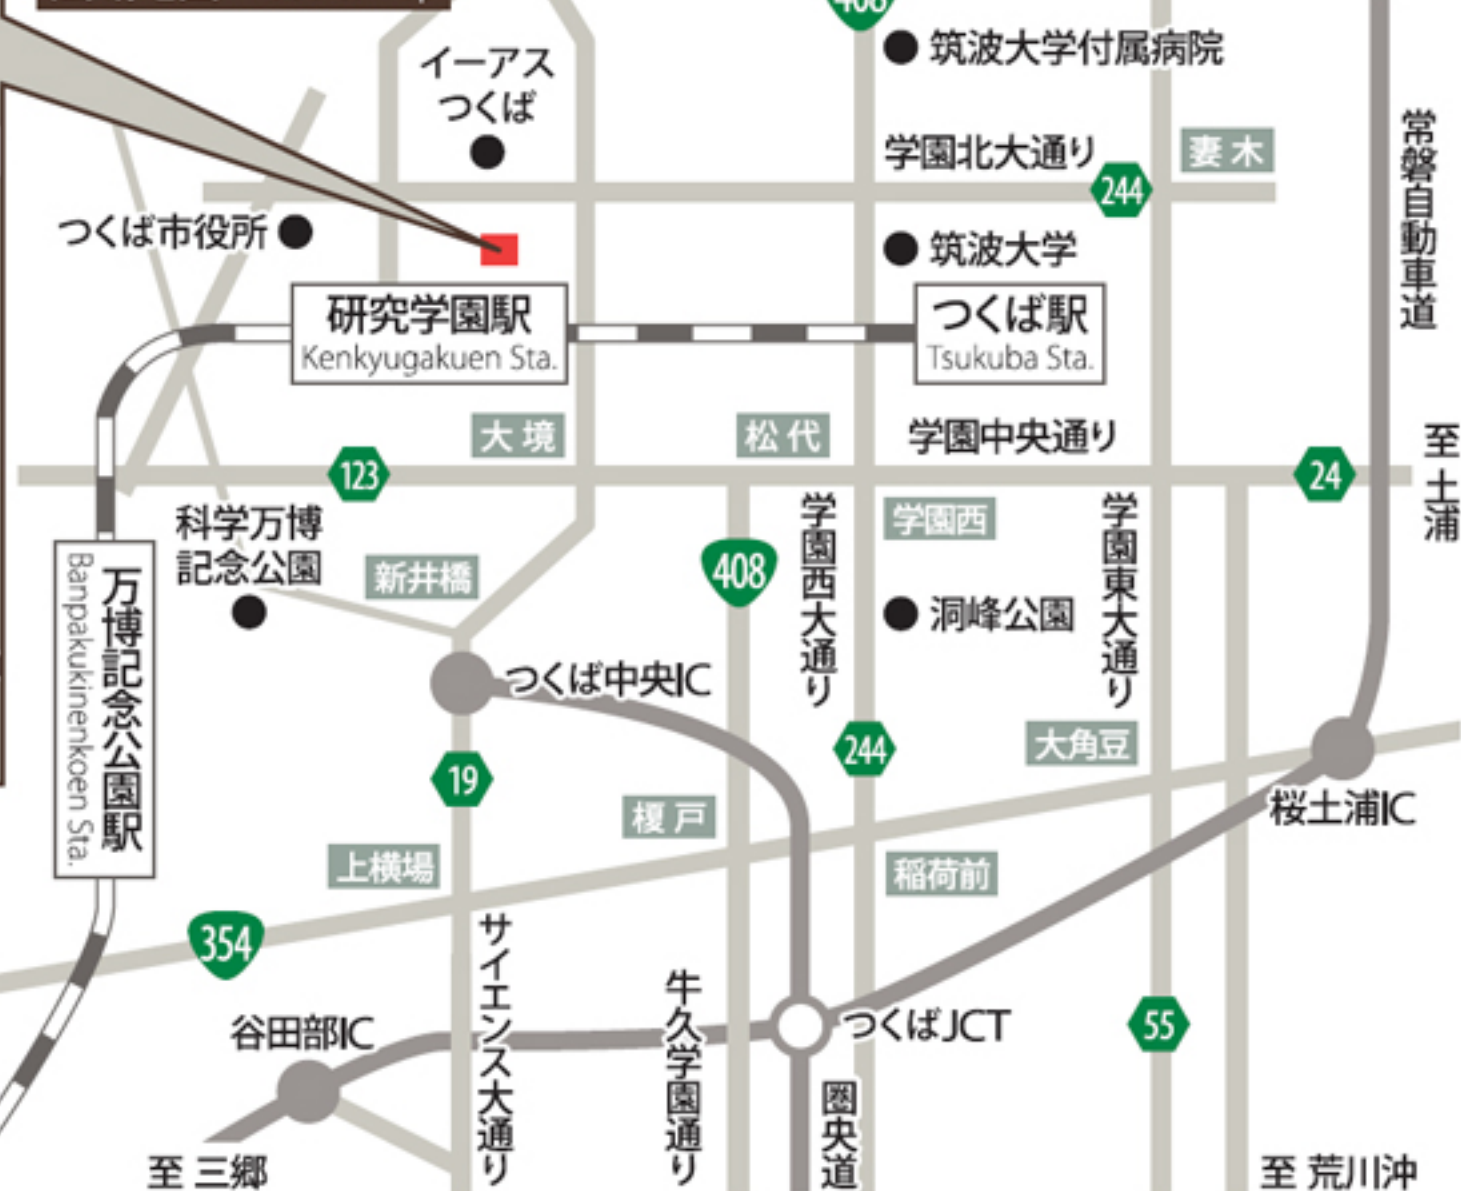 408
イーアス
つくば
筑波大学付属病院
学園北大通り
妻木
244
常磐自動車道
つくば市役所
筑波大学
研究学園駅
Kenkyugakuen Sta.
つくば駅
Tsukuba Sta.
大境
松代
学園中央通り
至 土浦
123
24
科学万博
記念公園
新井橋
408
学園西大通り
学園西
学園東大通り
万博記念公園駅
Banpakukinenkoen Sta.
洞峰公園
つくば中央IC
19
244
大角豆
桜土浦IC
榎戸
上横場
稲荷前
354
サイエンス大通り
牛久学園通り
谷田部IC
つくばJCT
55
圏央道
至 三郷
至 荒川沖